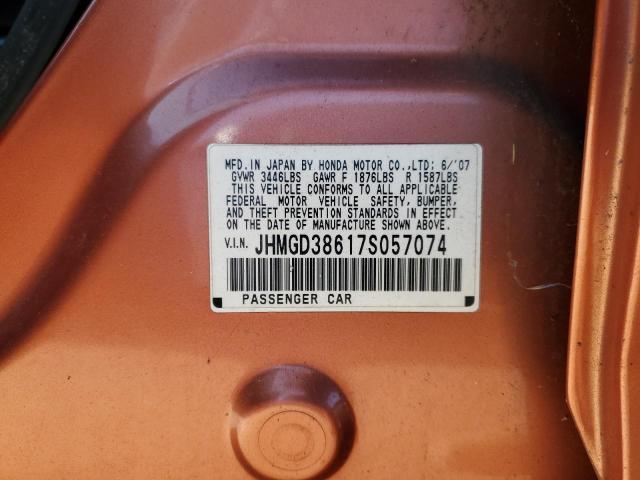 MFD. IN JAPAN BY HONDA MOTOR CO.,LTD: 6/'07
GVWR 3446LBS GAWR F 1876LBS R 1587LBS
THIS VEHICLE CONFORMS TO ALL APPLICABLE
FEDERAL MOTOR VEHICLE SAFETY, BUMPER,
AND THEFT PREVENTION STANDARDS IN EFFECT
ON THE DATE OF MANUFACTURE SHOWN ABOVE.
V.I.N. JHMGD38617S057074
PASSENGER CAR